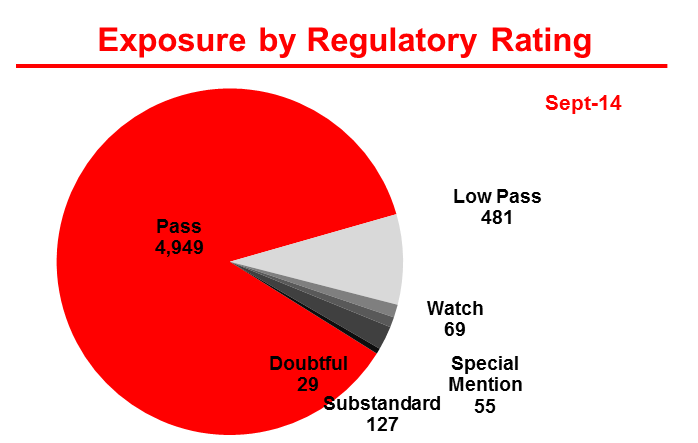 Exposure by Regulatory Rating
Sept-14
Low Pass
481
Pass
4,949
Watch
69
Special
Mention
55
Doubtful
29
Substandard
127